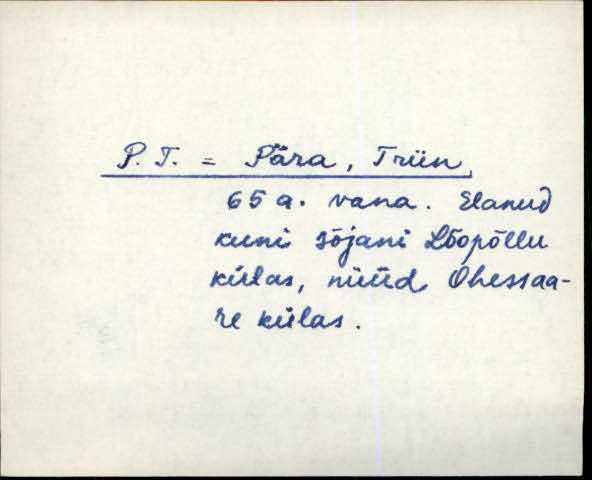 P. T. = Pära, Triin,
65 a. vana. Elanud
kuni sõjani Lõopõllu
külas, nüüd Ohessaa-
re külas.